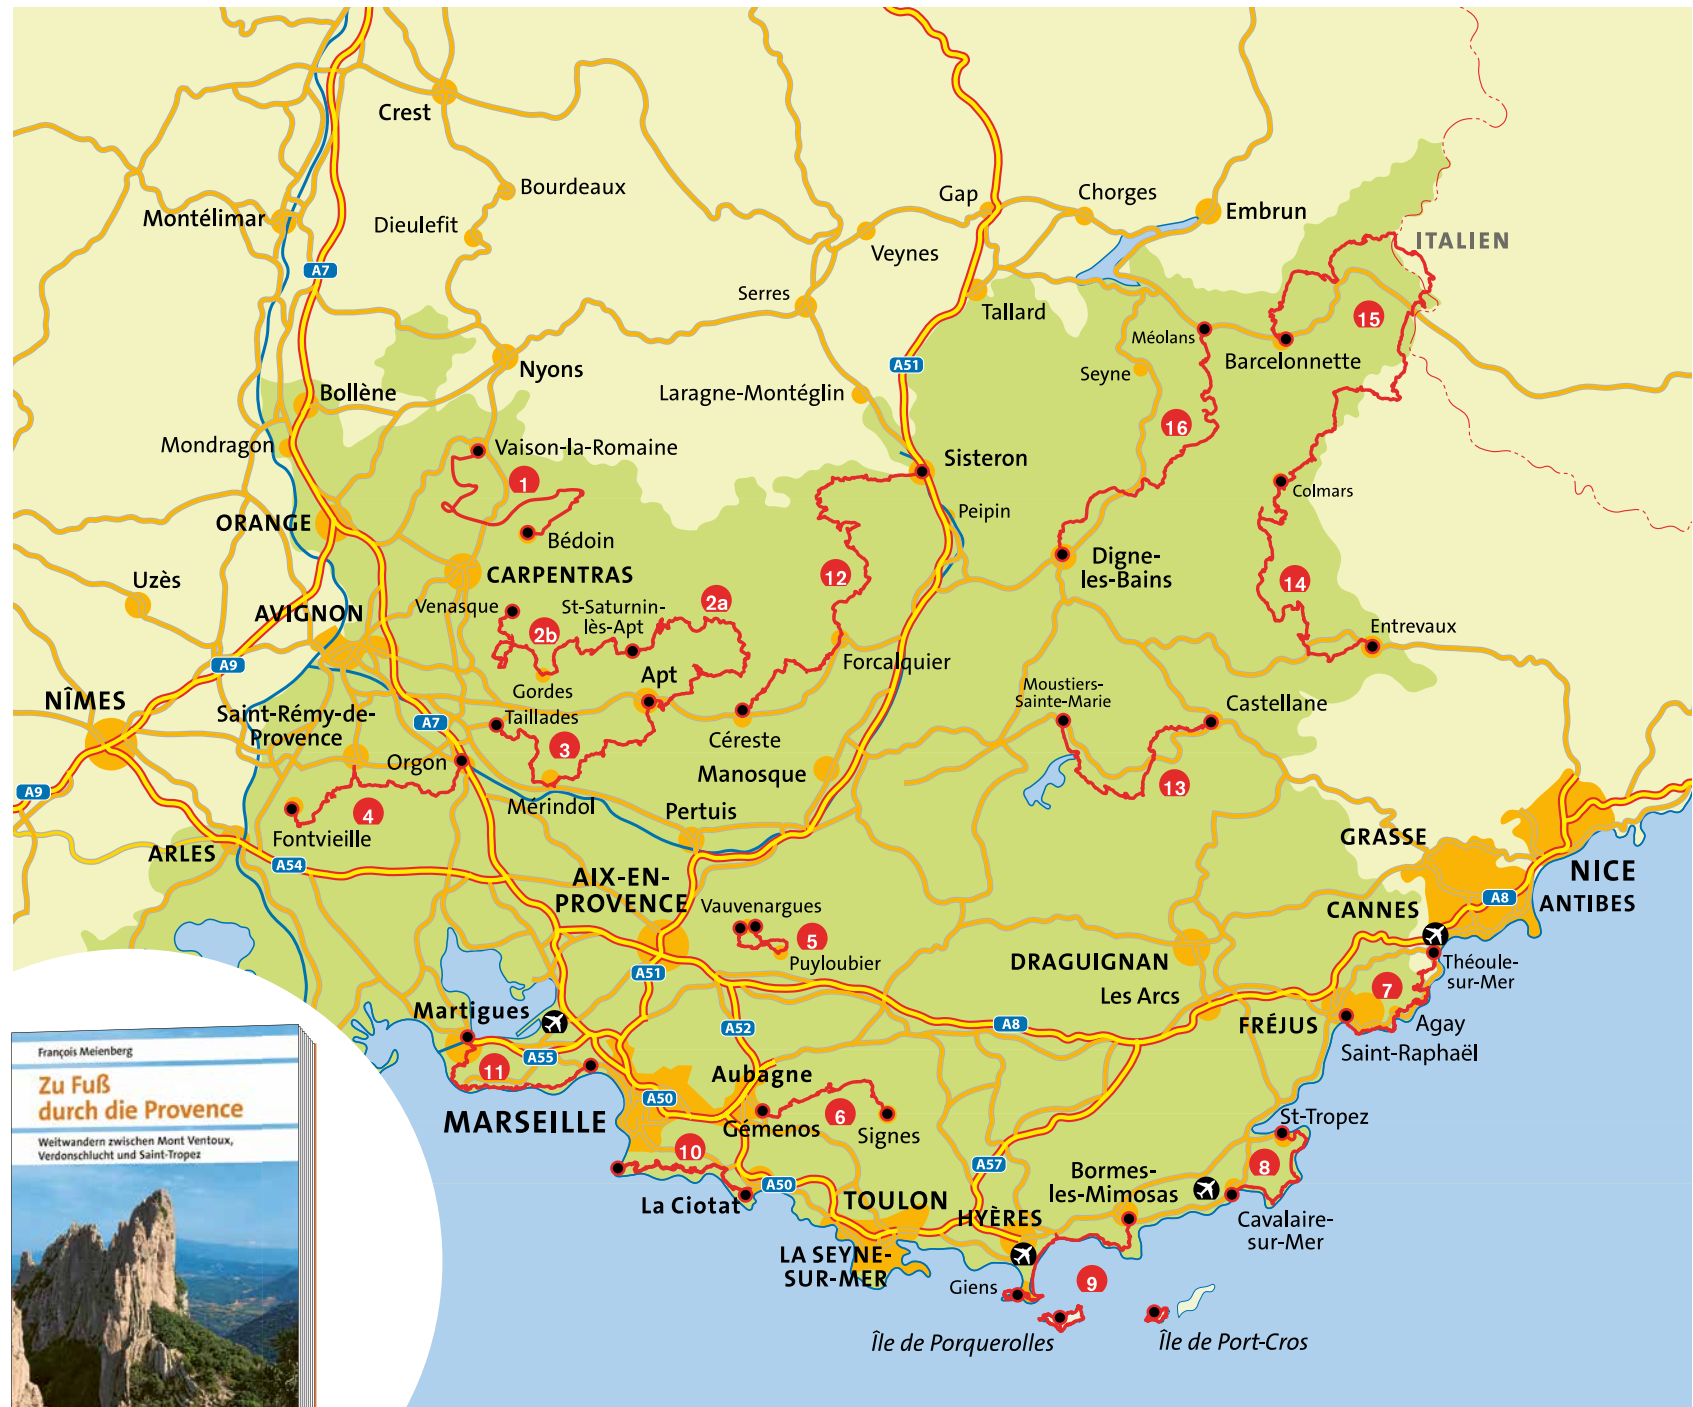 Crest
Bourdeaux
Montélimar
Dieulefit
Gap
Chorges
Embrun
Veynes
ITALIEN
A7
Serres
Tallard
Méolans
15
Barcelonnette
Nyons
A51
Seyne
Bollène
Laragne-Montéglin
16
Mondragon
Vaison-la-Romaine
Sisteron
1
Colmars
ORANGE
Peipin
Bédoin
Digne-
les-Bains
Uzès
CARPENTRAS
12
14
AVIGNON
Venasque
St-Saturnin-
lès-Apt
2a
2b
Entrevaux
A9
Forcalquier
Gordes
Apt
Moustiers-
Sainte-Marie
NÎMES
Saint-Rémy-de-
Provence
A7
Taillades
Castellane
Céreste
3
Orgon
Manosque
13
A9
Mérindol
4
Pertuis
Fontvieille
GRASSE
ARLES
A54
AIX-EN-
PROVENCE
NICE
A8
ANTIBES
CANNES
Vauvenargues
5
Puyloubier
DRAGUIGNAN
Théoule-
sur-Mer
A51
Les Arcs
7
Martigues
A52
A8
FRÉJUS
Agay
Saint-Raphaël
A55
11
Aubagne
A50
MARSEILLE
6
Gémenos
Signes
St-Tropez
10
A57
8
Bormes-
les-Mimosas
A50
La Ciotat
TOULON
HYÈRES
Cavalaire-
sur-Mer
LA SEYNE-
SUR-MER
Giens
9
Île de Porquerolles
Île de Port-Cros
François Meienberg
Zu Fuß
durch die Provence
Weitwandern zwischen Mont Ventoux,
Verdonschlucht und Saint-Tropez